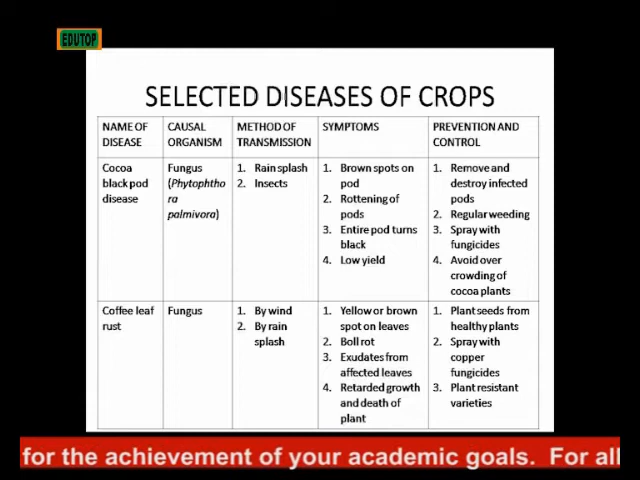 EDUTOP
SELECTED DISEASES OF CROPS
NAME OF DISEASE | CAUSAL ORGANISM | METHOD OF TRANSMISSION | SYMPTOMS | PREVENTION AND CONTROL
Cocoa
black pod
disease
Fungus
(Phytophtho
ra
palmivora)
1. Rain splash
2. Insects
1. Brown spots on
pod
2. Rottening of
pods
3. Entire pod turns
black
4. Low yield
1. Remove and
destroy infected
pods
2. Regular weeding
3. Spray with
fungicides
4. Avoid over
crowding of
cocoa plants
Coffee leaf
rust
Fungus
1. By wind
2. By rain
splash
1. Yellow or brown
spot on leaves
2. Boll rot
3. Exudates from
affected leaves
4. Retarded growth
and death of
plant
1. Plant seeds from
healthy plants
2. Spray with
copper
fungicides
3. Plant resistant
varieties
for the achievement of your academic goals. For all